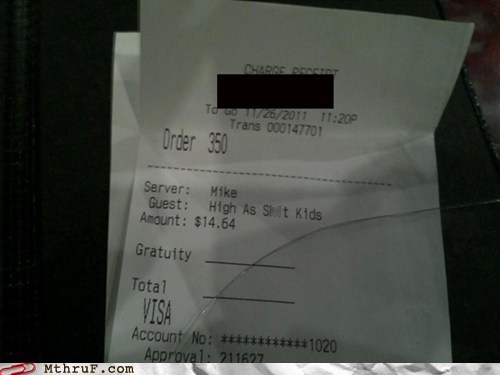 CHARGE RECEIPT
To Go 11/26/2011 11:20P
Trans 000147701
Order 350
Server: Mike
Guest: High As Sh t Kids
Amount: $14.64
Gratuity
Total
VISA
Account No: ************1020
Approval: 211627
MThruF.com